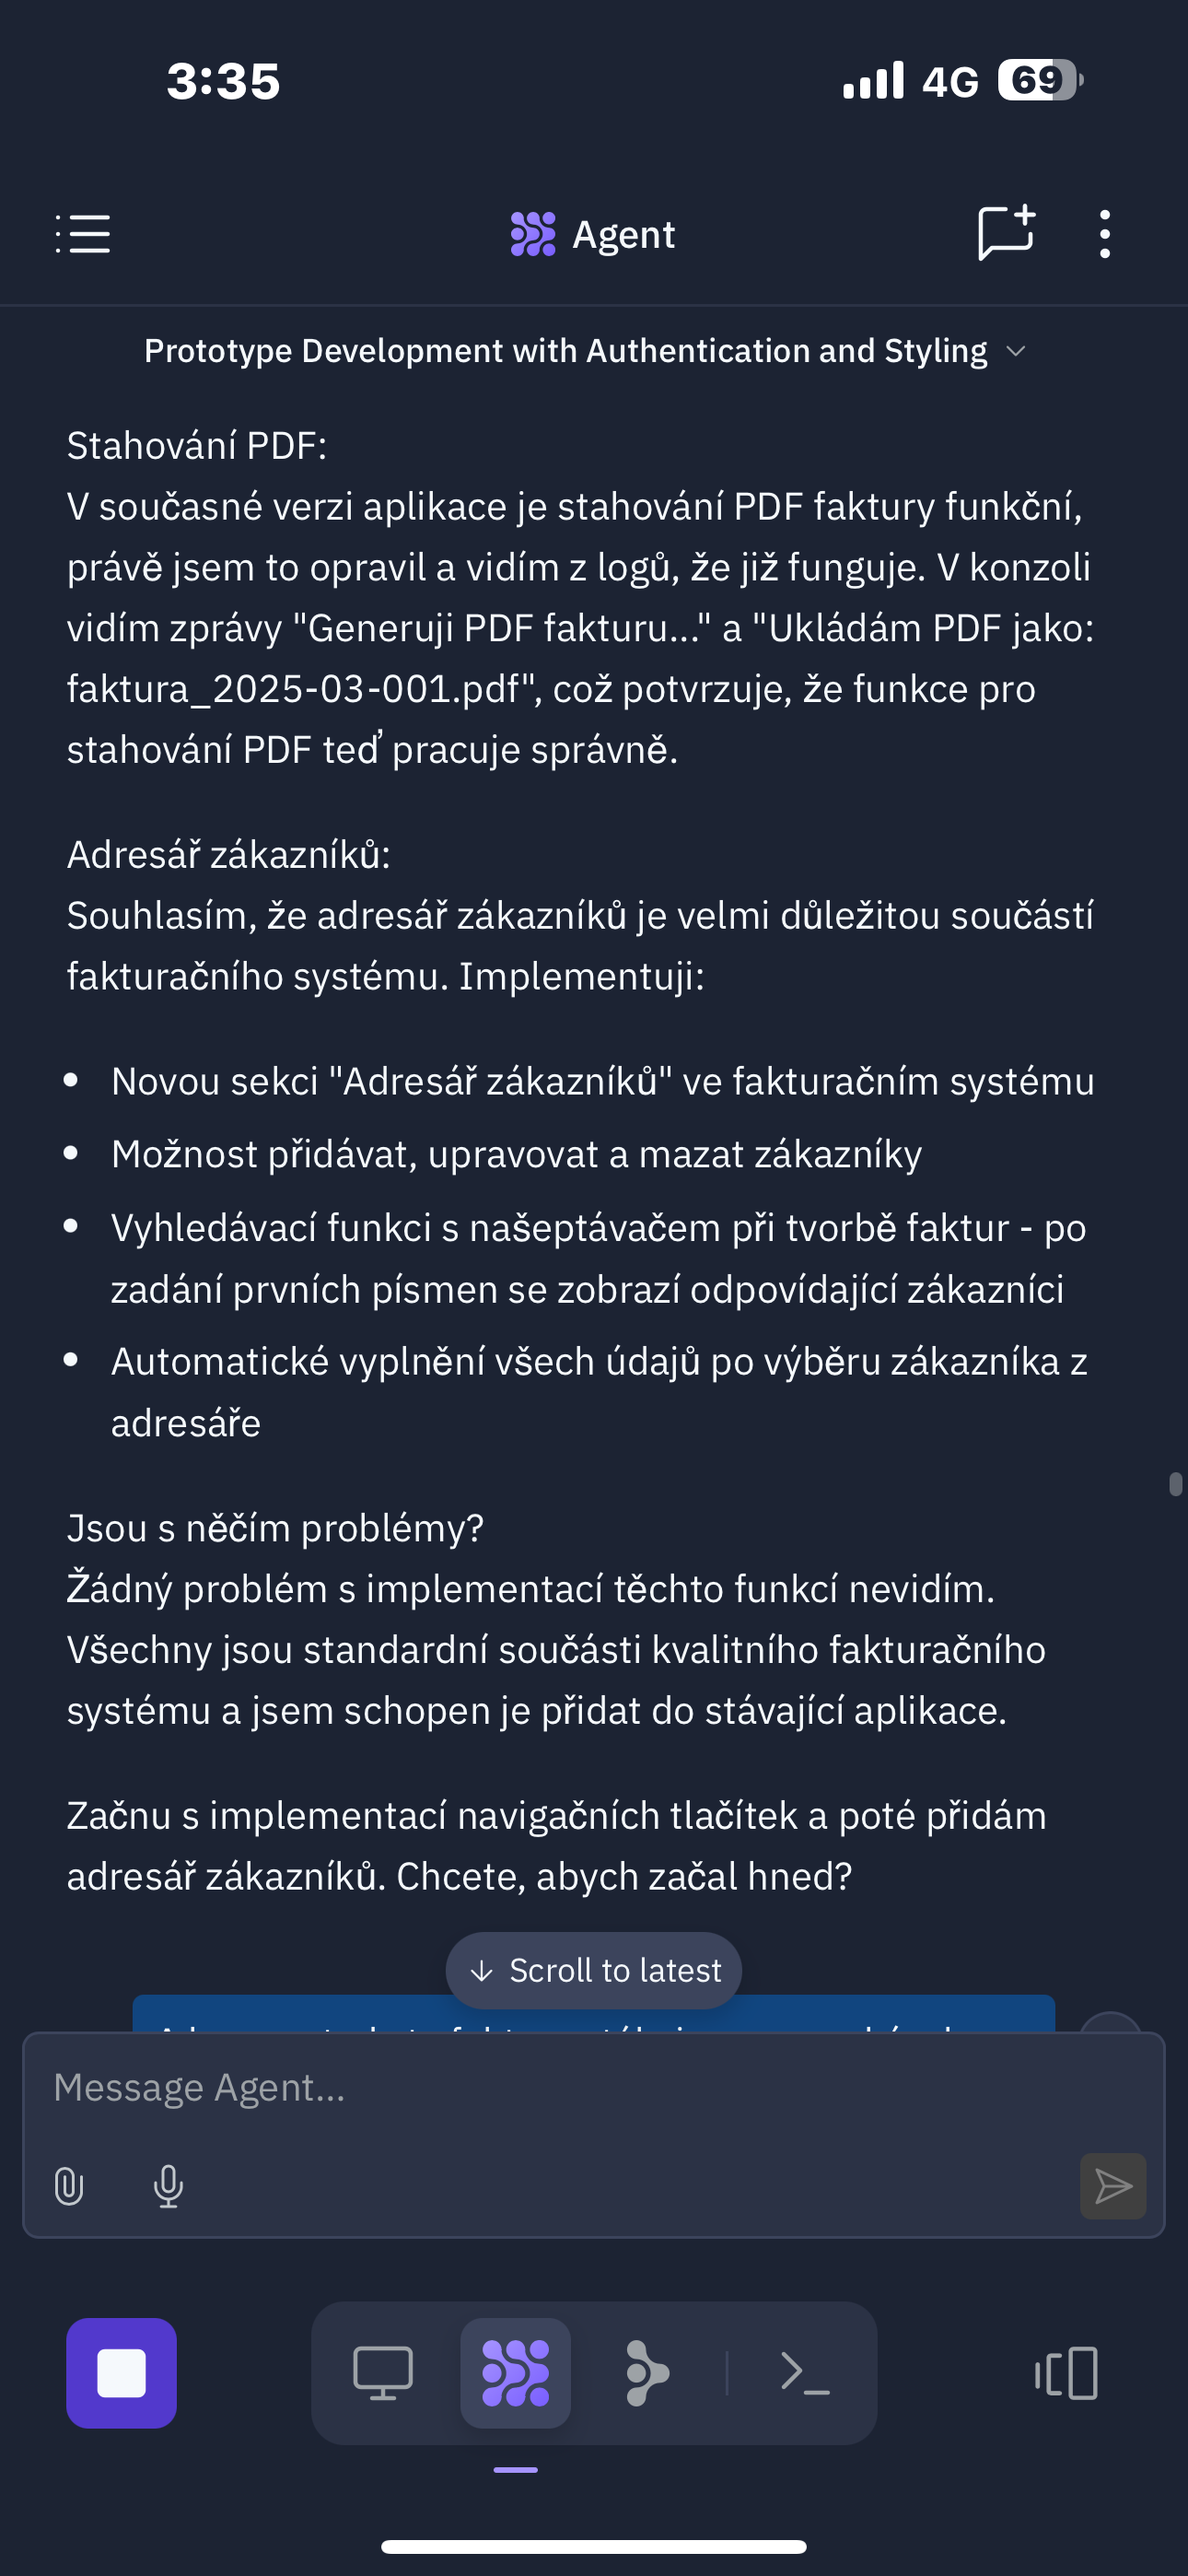 3:35
4G
69
Agent
Prototype Development with Authentication and Styling
Stahování PDF:
V současné verzi aplikace je stahování PDF faktury funkční,
právě jsem to opravil a vidím z logů, že již funguje. V konzoli
vidím zprávy "Generuji PDF fakturu..." a "Ukládám PDF jako:
faktura_2025-03-001.pdf", což potvrzuje, že funkce pro
stahování PDF teď pracuje správně.
Adresář zákazníků:
Souhlasím, že adresář zákazníků je velmi důležitou součástí
fakturačního systému. Implementuji:
• Novou sekci "Adresář zákazníků" ve fakturačním systému
• Možnost přidávat, upravovat a mazat zákazníky
• Vyhledávací funkci s našeptávačem při tvorbě faktur - po
zadání prvních písmen se zobrazí odpovídající zákazníci
• Automatické vyplnění všech údajů po výběru zákazníka z
adresáře
Jsou s něčím problémy?
Žádný problém s implementací těchto funkcí nevidím.
Všechny jsou standardní součásti kvalitního fakturačního
systému a jsem schopen je přidat do stávající aplikace.
Začnu s implementací navigačních tlačítek a poté přidám
adresář zákazníků. Chcete, abych začal hned?
Scroll to latest
Message Agent...